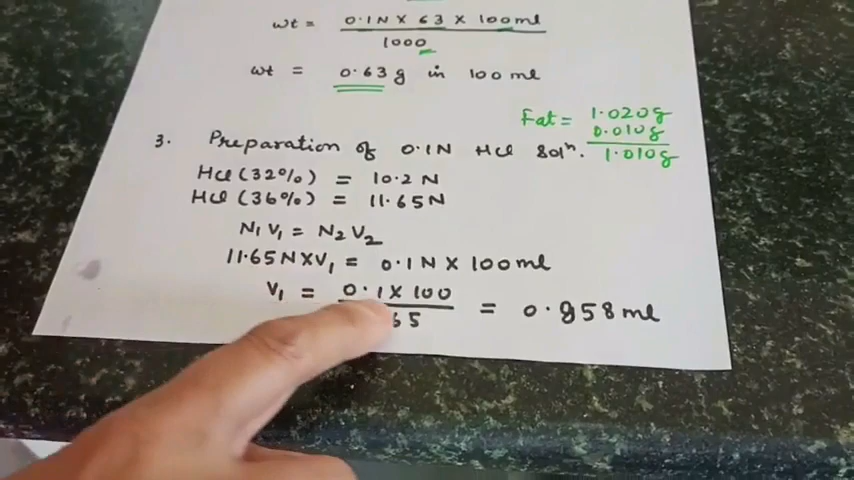 wt = 0.1N X 63 X 100ml
1000
wt = 0.63g in 100 ml
Fat = 1.020g
0.010g
1.010g
3. Preparation of 0.1N HCl Solⁿ.
HCl (32%) = 10.2 N
HCl (36%) = 11.65N
N₁ V₁ = N₂ V₂
11.65N X V₁ = 0.1 N X 100ml
V₁ = 0.1 X 100 = 0.858 ml
65